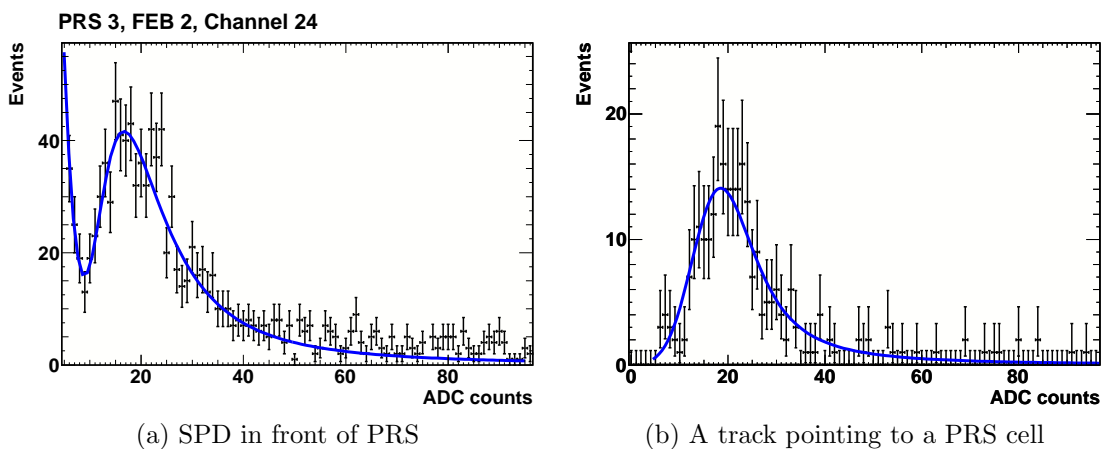 PRS 3, FEB 2, Channel 24
Events
40
20
0
20 40 60 80
ADC counts
(a) SPD in front of PRS
Events
20
10
0
0 20 40 60 80
ADC counts
(b) A track pointing to a PRS cell